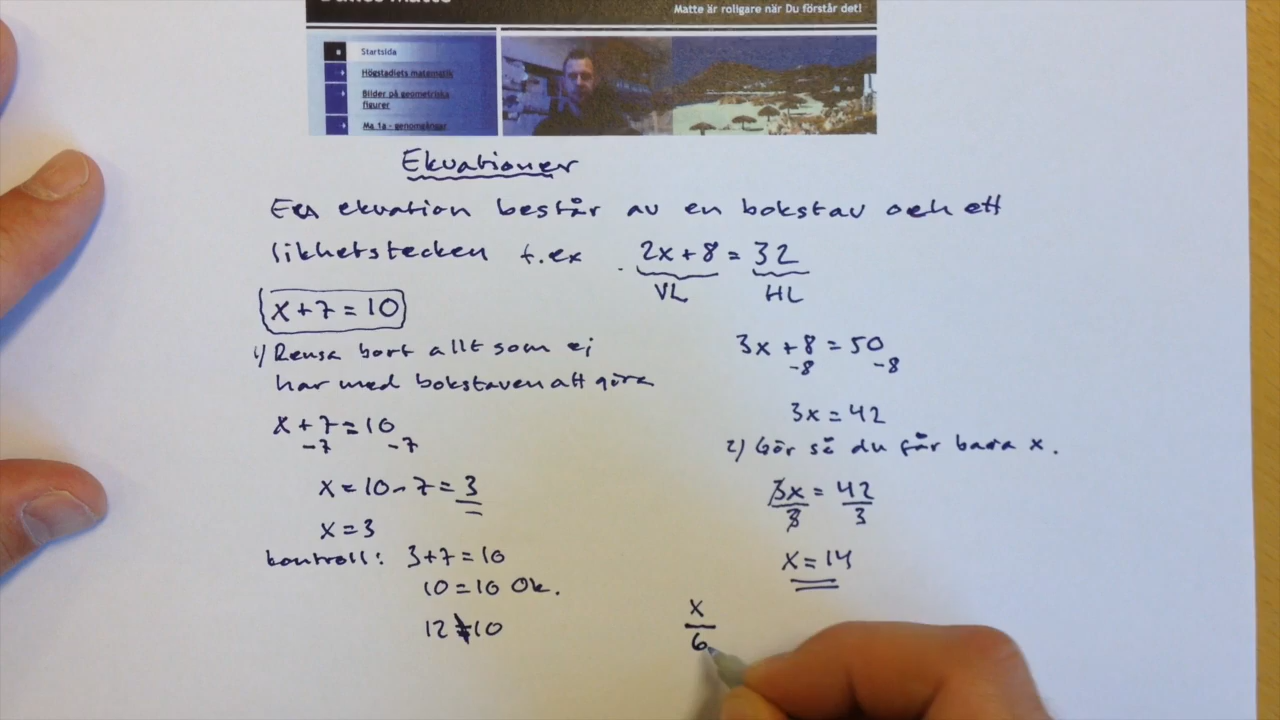 Matte är roligare när Du förstår det!
Startsida
Högstadiets matematik
Bilder på geometriska
figurer
Ma 1a - genomgångar
Ekvationer
En ekvation består av en bokstav och ett
likhetstecken t.ex 2x+8=32
VL HL
x+7=10
1) Rensa bort allt som ej
har med bokstaven att göra
x+7=10
-7 -7
x=10-7=3
x=3
kontroll: 3+7=10
10=10 Ok.
12≠10
3x+8=50
-8 -8
3x=42
2) Gör så du får bara x.
3x=42
3 3
x=14
x
6